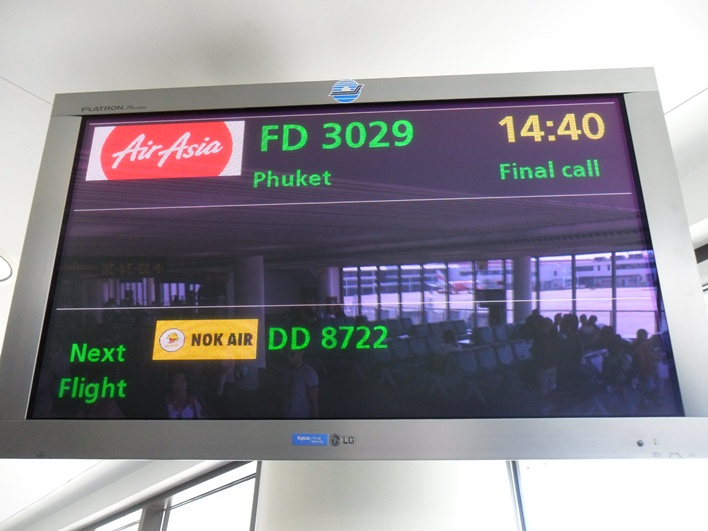 FLATRON
AirAsia FD 3029 14:40
Phuket Final call
Next Flight NOK AIR DD 8722
LG